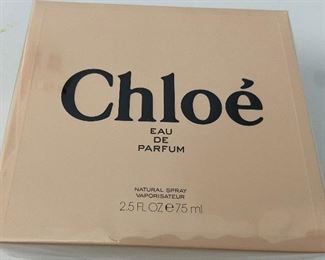 Chloé
EAU
DE
PARFUM
NATURAL SPRAY
VAPORISATEUR
2.5 FL OZ ℮ 75 ml